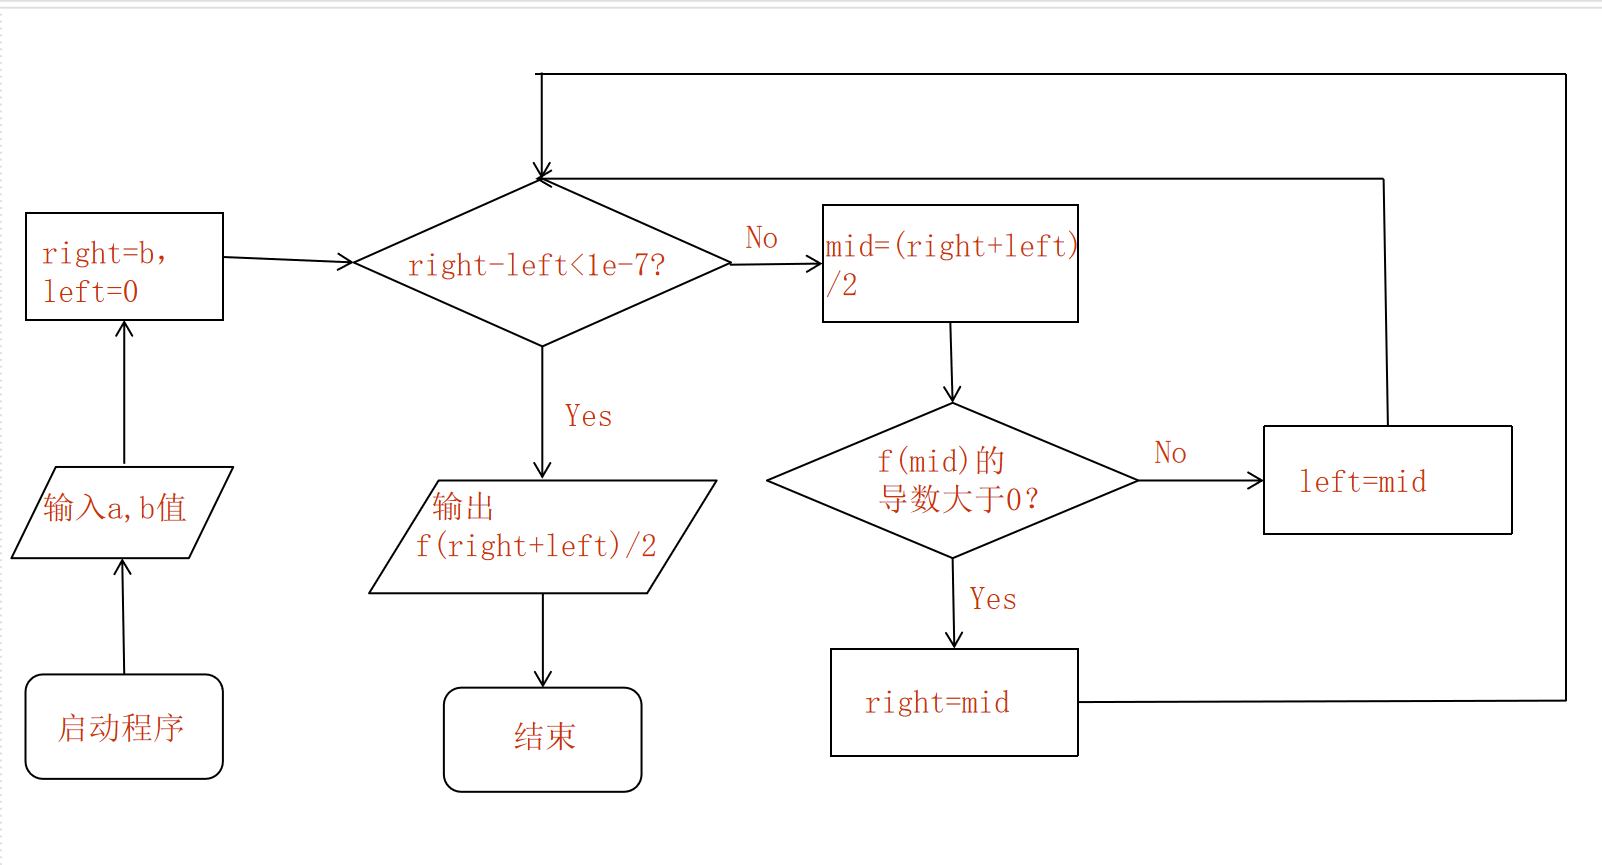 启动程序
输入a,b值
right=b,
left=0
right-left<1e-7?
No
mid=(right+left)
/2
Yes
输出
f(right+left)/2
结束
f(mid)的
导数大于0?
No
left=mid
Yes
right=mid